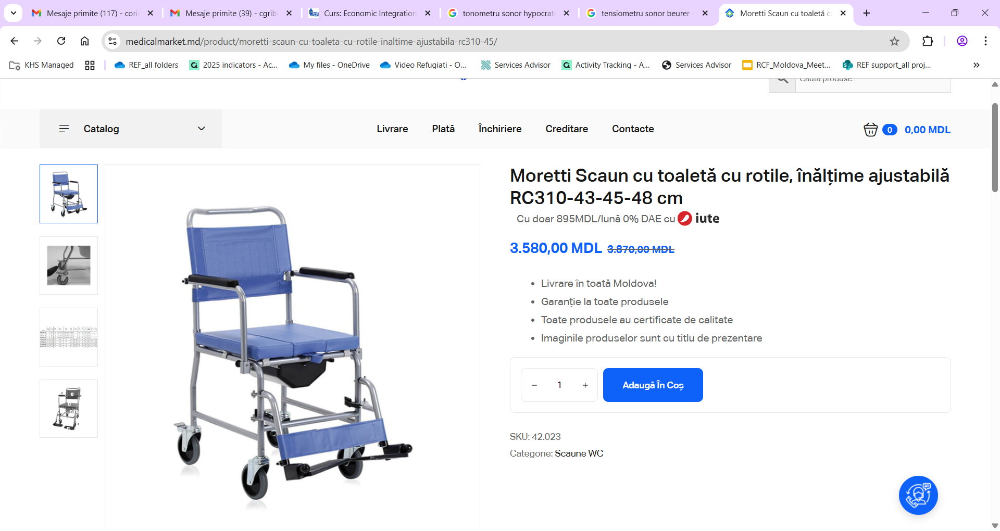 Mesaje primite (117) - cori
Mesaje primite (39) - cgrib
Curs: Economic Integration
tonometru sonor hypocrat
tensiometru sonor beurer -
Moretti Scaun cu toaletă c
medicalmarket.md/product/moretti-scaun-cu-toaleta-cu-rotile-inaltime-ajustabila-rc310-45/
KHS Managed
REF_all folders
2025 indicators - Ac...
My files - OneDrive
Video Refugiati - O...
Services Advisor
Activity Tracking - A...
Services Advisor
RCF_Moldova_Meet...
REF support_all proj...
Caută produse...
Catalog
Livrare
Plată
Închiriere
Creditare
Contacte
0
0,00 MDL
Moretti Scaun cu toaletă cu rotile, înălțime ajustabilă
RC310-43-45-48 cm
Cu doar 895MDL/lună 0% DAE cu iute
3.580,00 MDL 3.870,00 MDL
Livrare în toată Moldova!
Garanție la toate produsele
Toate produsele au certificate de calitate
Imaginile produselor sunt cu titlu de prezentare
− 1 +
Adaugă În Coș
SKU: 42.023
Categorie: Scaune WC